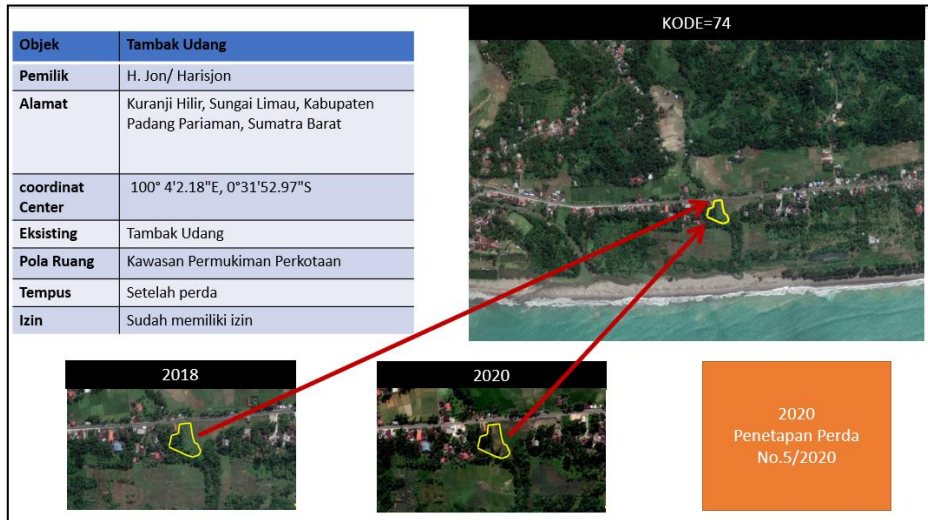 KODE=74
Objek Tambak Udang
Pemilik H. Jon/ Harisjon
Alamat Kuranji Hilir, Sungai Limau, Kabupaten
Padang Pariaman, Sumatra Barat
coordinat 100° 4'2.18"E, 0°31'52.97"S
Center
Eksisting Tambak Udang
Pola Ruang Kawasan Permukiman Perkotaan
Tempus Setelah perda
Izin Sudah memiliki izin
2018
2020
2020
Penetapan Perda
No.5/2020